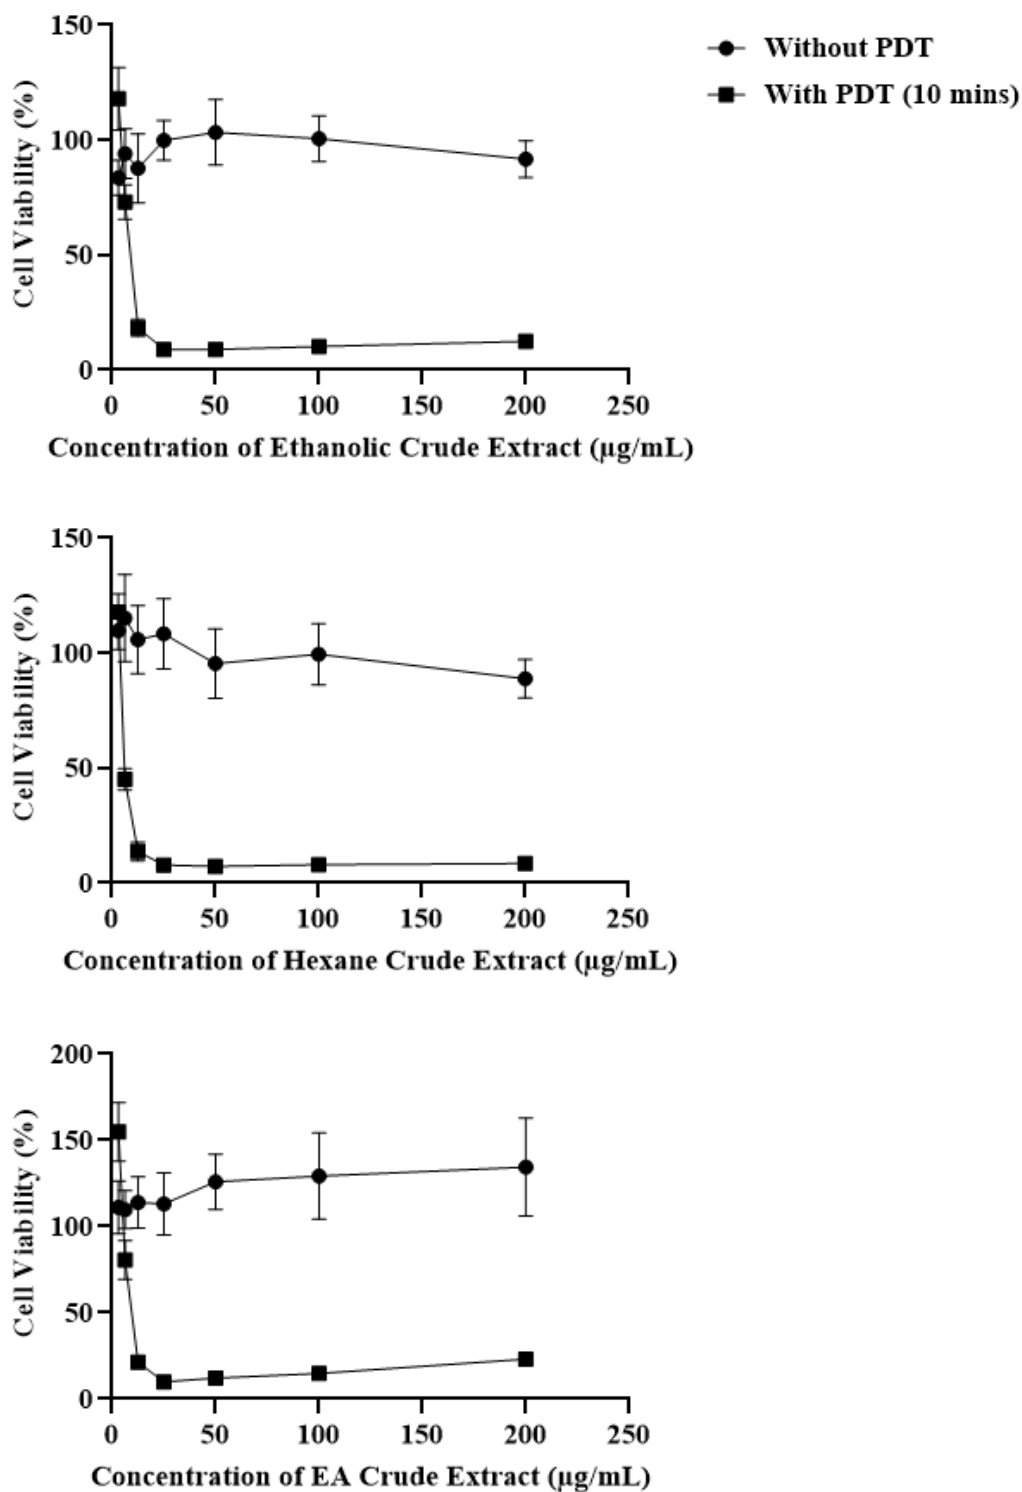 150
100
50
0
Cell Viability (%)
0 50 100 150 200 250
Concentration of Ethanolic Crude Extract (µg/mL)
Without PDT
With PDT (10 mins)
150
100
50
0
Cell Viability (%)
0 50 100 150 200 250
Concentration of Hexane Crude Extract (µg/mL)
200
150
100
50
0
Cell Viability (%)
0 50 100 150 200 250
Concentration of EA Crude Extract (µg/mL)